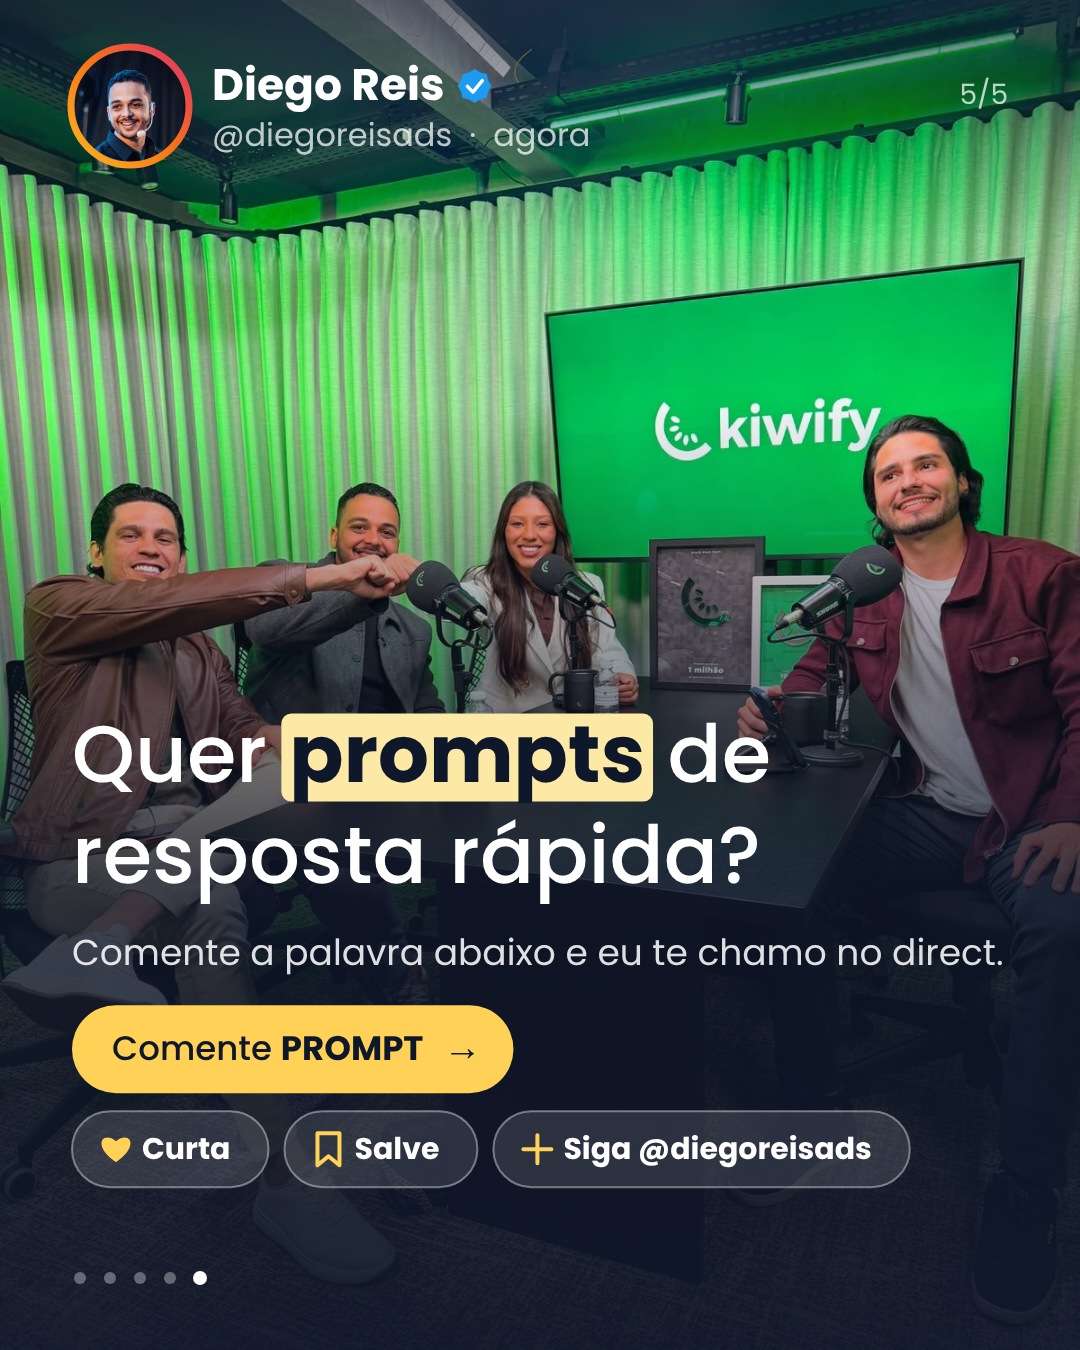 Diego Reis
@diegoreisads · agora
5/5
kiwify
1 milhão
SHURE
Quer prompts de
resposta rápida?
Comente a palavra abaixo e eu te chamo no direct.
Comente PROMPT →
Curta
Salve
Siga @diegoreisads